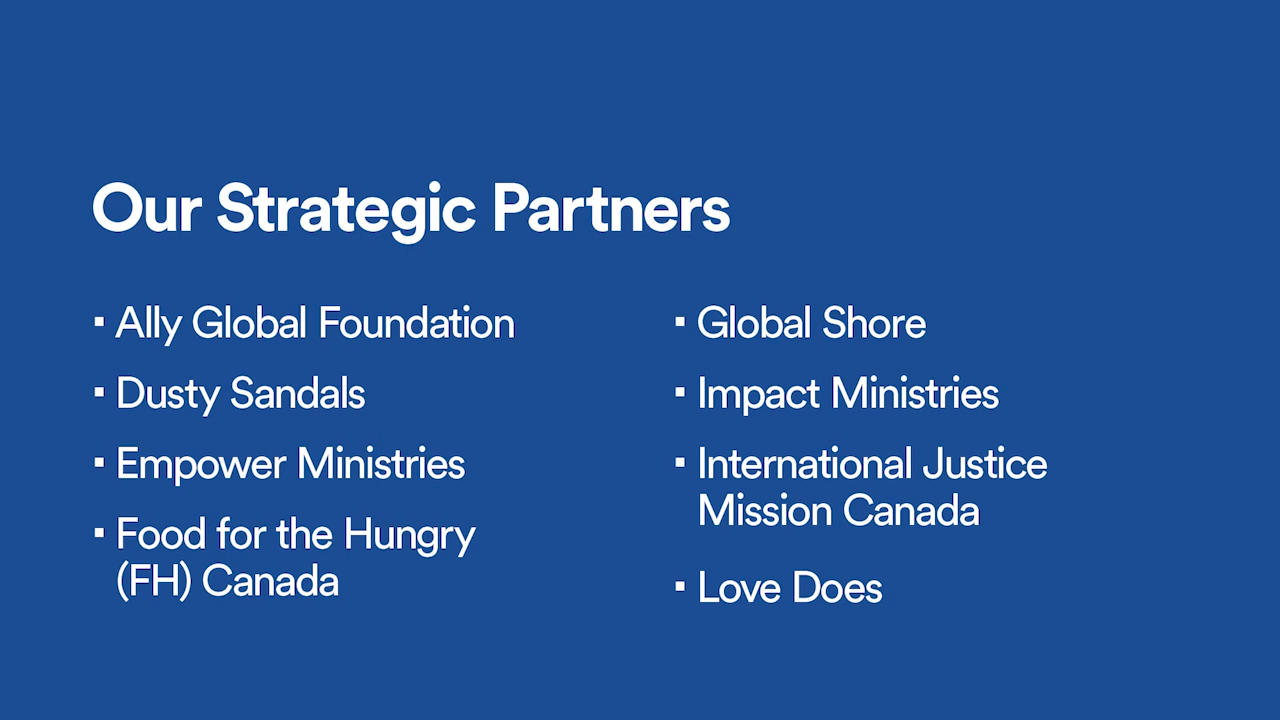 Our Strategic Partners
▪ Ally Global Foundation
▪ Dusty Sandals
▪ Empower Ministries
▪ Food for the Hungry
(FH) Canada
▪ Global Shore
▪ Impact Ministries
▪ International Justice
Mission Canada
▪ Love Does